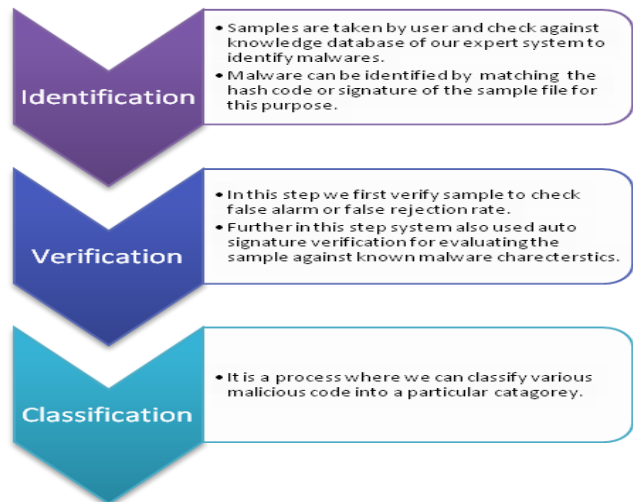 Identification
• Samples are taken by user and check against
knowledge database of our expert system to
identify malwares.
• Malware can be identified by matching the
hash code or signature of the sample file for
this purpose.
Verification
• In this step we first verify sample to check
false alarm or false rejection rate.
• Further in this step system also used auto
signature verification for evaluating the
sample against known malware charecterstics.
Classification
• It is a process where we can classify various
malicious code into a particular catagorey.